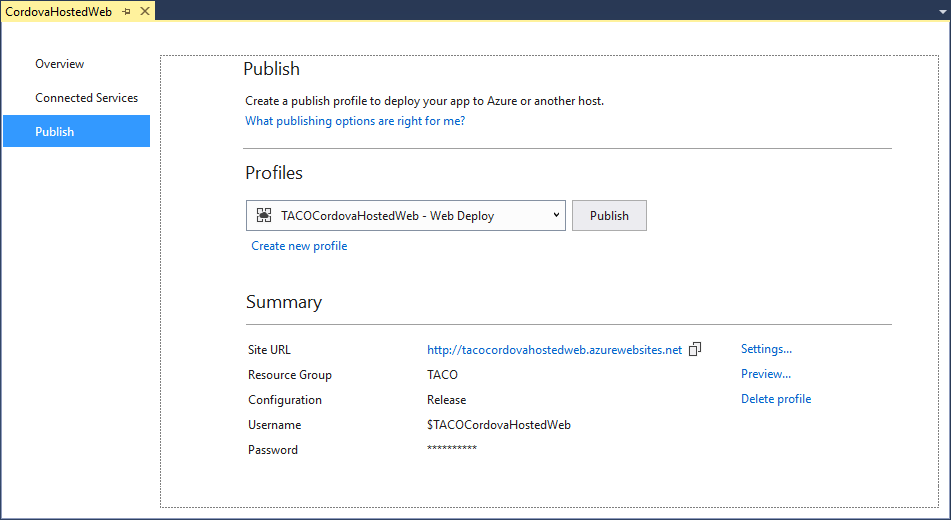 CordovaHostedWeb
Overview
Connected Services
Publish
Publish
Create a publish profile to deploy your app to Azure or another host.
What publishing options are right for me?
Profiles
TACOCordovaHostedWeb - Web Deploy
Publish
Create new profile
Summary
Site URL http://tacocordovahostedweb.azurewebsites.net Settings...
Resource Group TACO Preview...
Configuration Release Delete profile
Username $TACOCordovaHostedWeb
Password **********